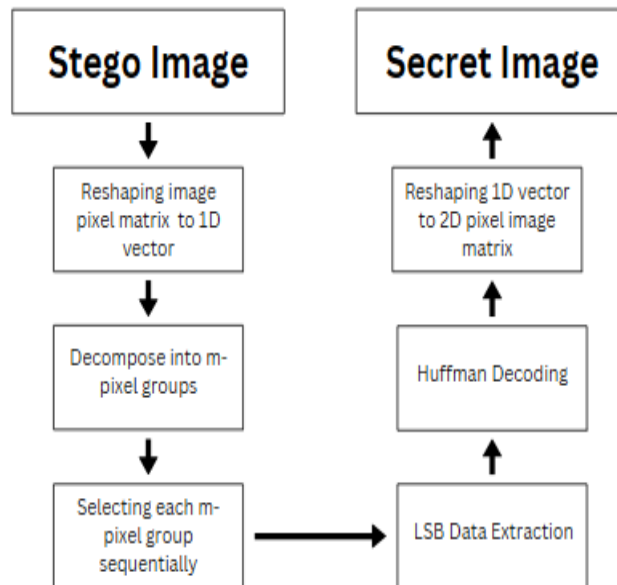 Stego Image
Reshaping image
pixel matrix to 1D
vector
Decompose into m-
pixel groups
Selecting each m-
pixel group
sequentially
LSB Data Extraction
Huffman Decoding
Reshaping 1D vector
to 2D pixel image
matrix
Secret Image